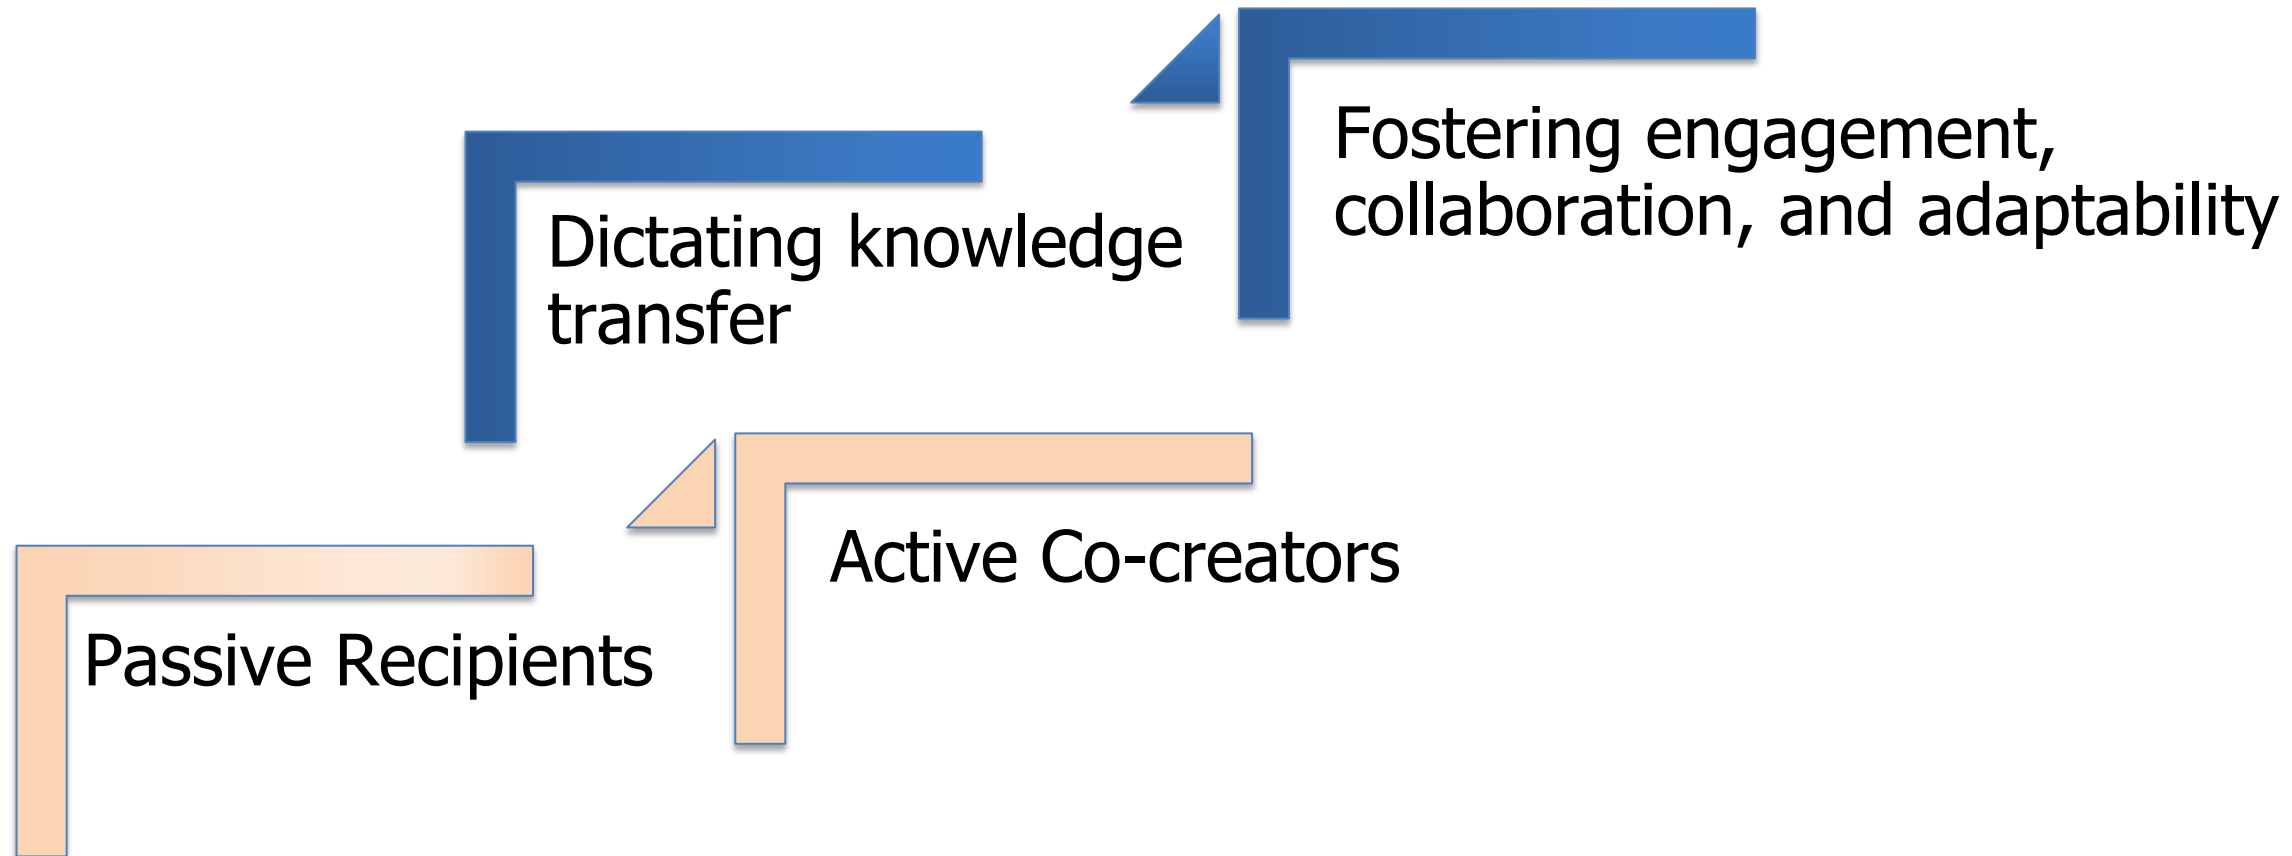 Fostering engagement,
collaboration, and adaptability
Dictating knowledge
transfer
Active Co-creators
Passive Recipients